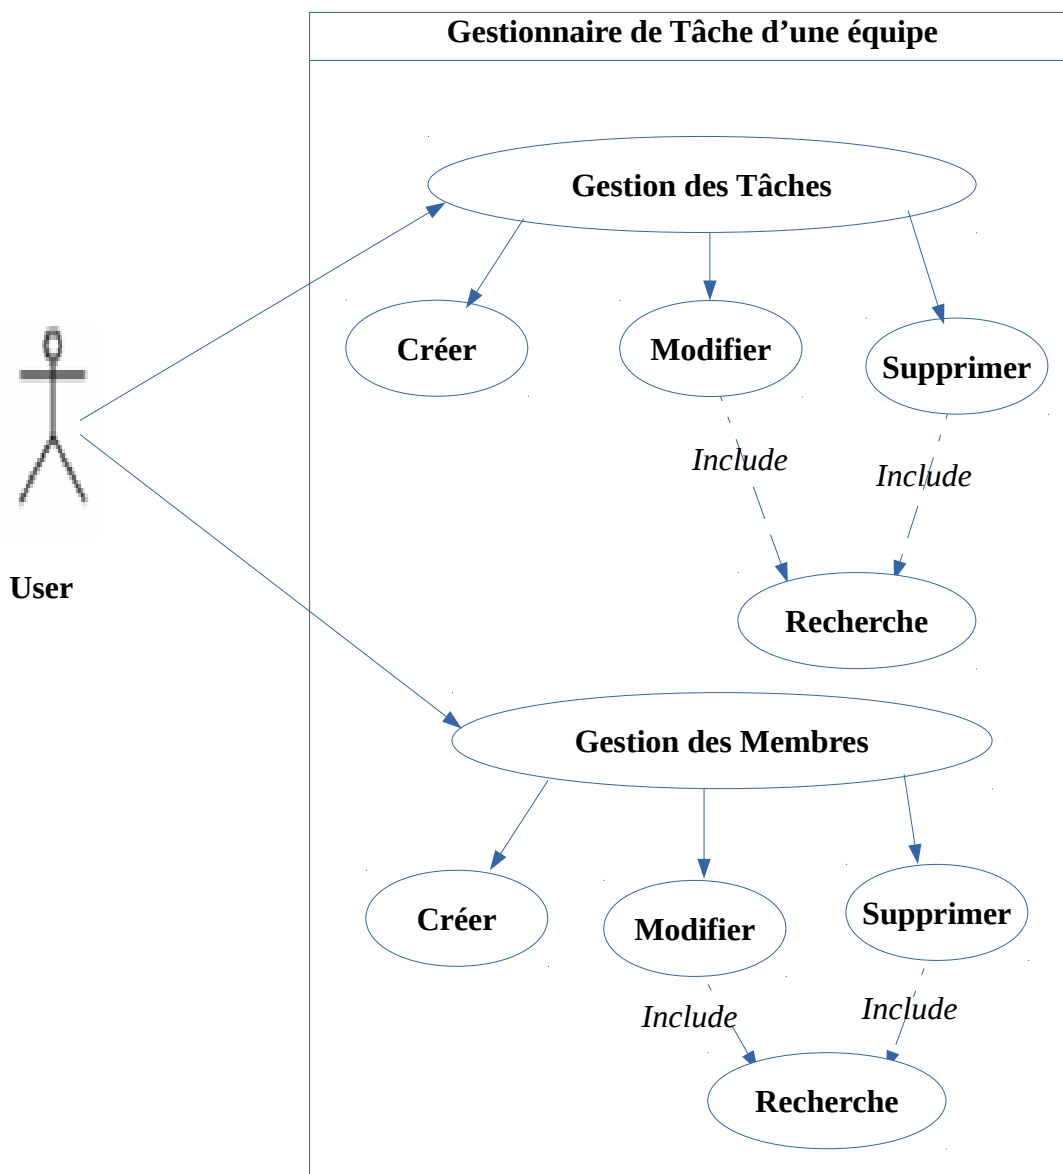 Gestionnaire de Tâche d'une équipe
Gestion des Tâches
Créer
Modifier
Supprimer
Include
Include
User
Recherche
Gestion des Membres
Créer
Modifier
Supprimer
Include
Include
Recherche